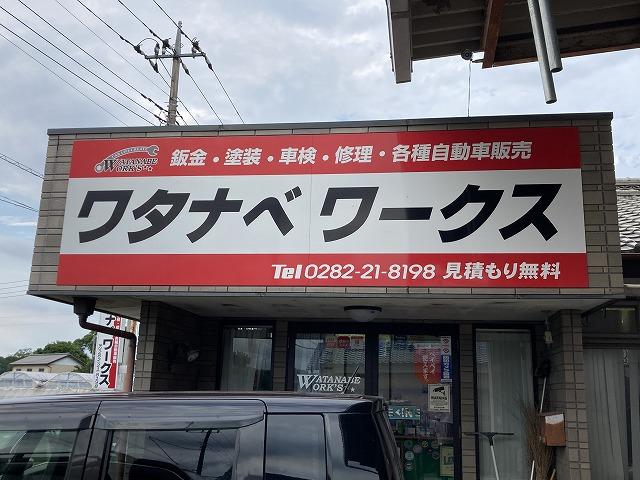 WATANABE
WORK'S
鈑金・塗装・車検・修理・各種自動車販売
ワタナベ ワークス
Tel 0282-21-8198 見積もり無料
ナベ ワークス
WATANABE
WORK'S